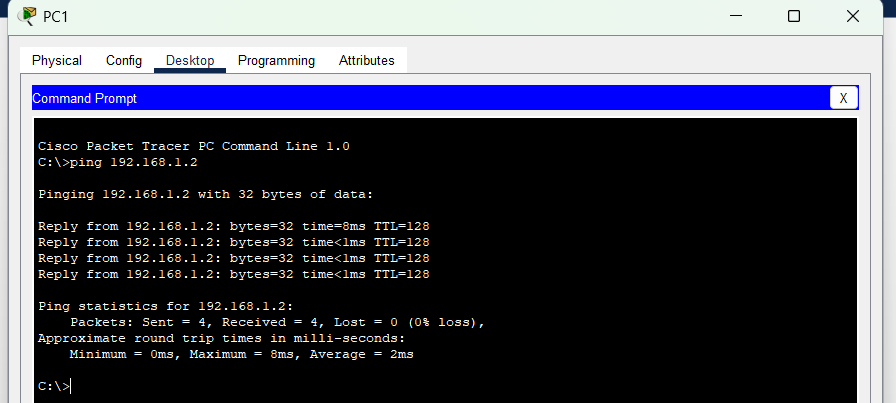 PC1
Physical Config Desktop Programming Attributes
Command Prompt X
Cisco Packet Tracer PC Command Line 1.0
C:\>ping 192.168.1.2
Pinging 192.168.1.2 with 32 bytes of data:
Reply from 192.168.1.2: bytes=32 time=8ms TTL=128
Reply from 192.168.1.2: bytes=32 time<1ms TTL=128
Reply from 192.168.1.2: bytes=32 time<1ms TTL=128
Reply from 192.168.1.2: bytes=32 time<1ms TTL=128
Ping statistics for 192.168.1.2:
Packets: Sent = 4, Received = 4, Lost = 0 (0% loss),
Approximate round trip times in milli-seconds:
Minimum = 0ms, Maximum = 8ms, Average = 2ms
C:\>